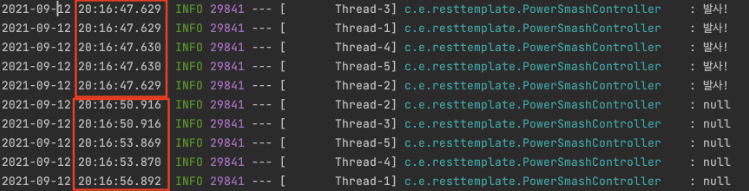 2021-09-12 20:16:47.629 INFO 29841 --- [ Thread-3] c.e.resttemplate.PowerSmashController : 발사!
2021-09-12 20:16:47.629 INFO 29841 --- [ Thread-1] c.e.resttemplate.PowerSmashController : 발사!
2021-09-12 20:16:47.630 INFO 29841 --- [ Thread-4] c.e.resttemplate.PowerSmashController : 발사!
2021-09-12 20:16:47.630 INFO 29841 --- [ Thread-5] c.e.resttemplate.PowerSmashController : 발사!
2021-09-12 20:16:47.629 INFO 29841 --- [ Thread-2] c.e.resttemplate.PowerSmashController : 발사!
2021-09-12 20:16:50.916 INFO 29841 --- [ Thread-2] c.e.resttemplate.PowerSmashController : null
2021-09-12 20:16:50.916 INFO 29841 --- [ Thread-3] c.e.resttemplate.PowerSmashController : null
2021-09-12 20:16:53.869 INFO 29841 --- [ Thread-5] c.e.resttemplate.PowerSmashController : null
2021-09-12 20:16:53.870 INFO 29841 --- [ Thread-4] c.e.resttemplate.PowerSmashController : null
2021-09-12 20:16:56.892 INFO 29841 --- [ Thread-1] c.e.resttemplate.PowerSmashController : null